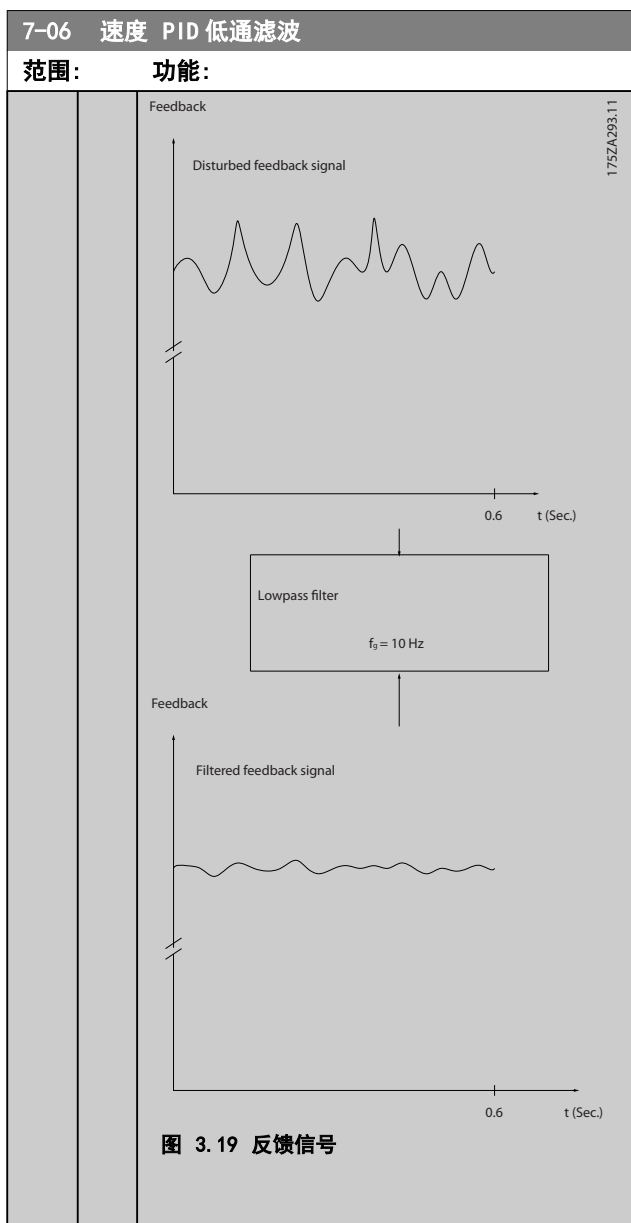 7-06 速度 PID 低通滤波
范围: 功能:
Feedback
175ZA293.11
Disturbed feedback signal
0.6 t (Sec.)
Lowpass filter
fg = 10 Hz
Feedback
Filtered feedback signal
0.6 t (Sec.)
图 3.19 反馈信号